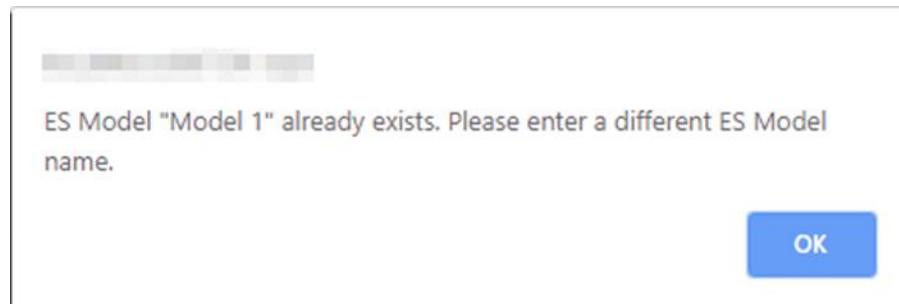 ES Model "Model 1" already exists. Please enter a different ES Model
name.
OK